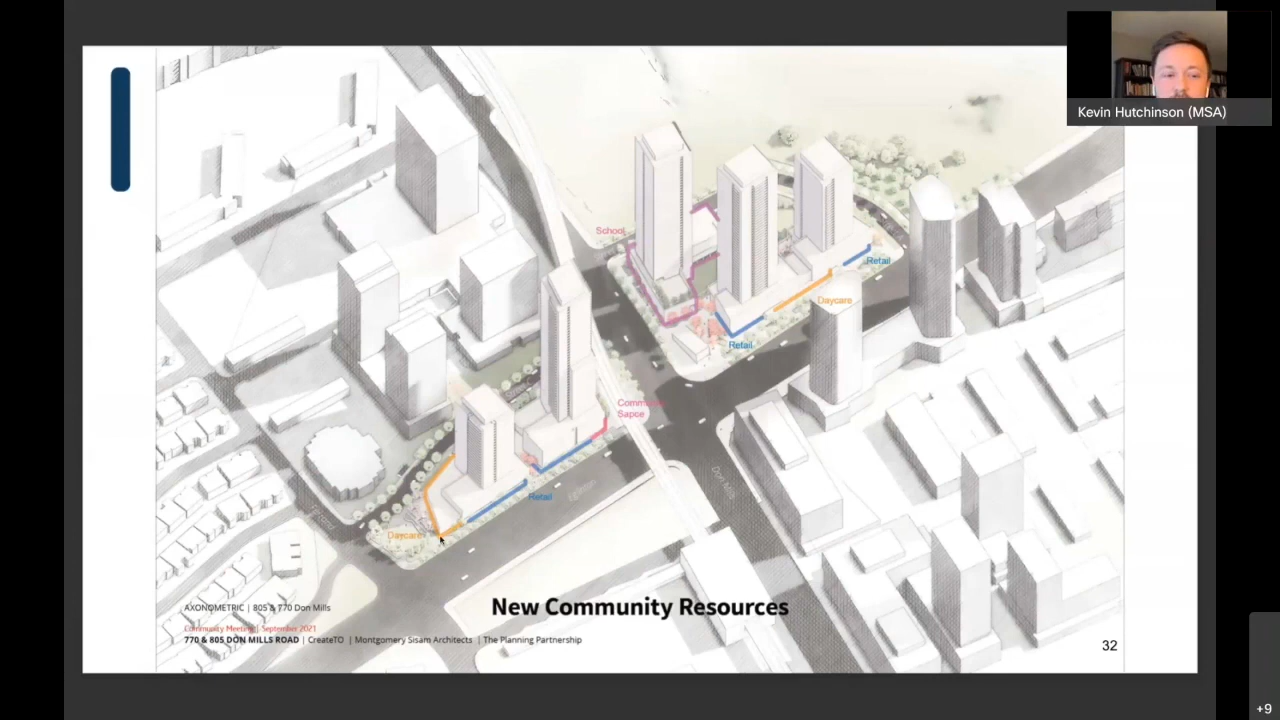 Kevin Hutchinson (MSA)
School
Retail
Daycare
Retail
Sapce
Don Mills
Retail
Daycare
AXONOMETRIC | 805 & 770 Don Mills
New Community Resources
Community Meeting | September 2021
770 & 805 DON MILLS ROAD | CreateTO | Montgomery Sisam Architects | The Planning Partnership
32
+9